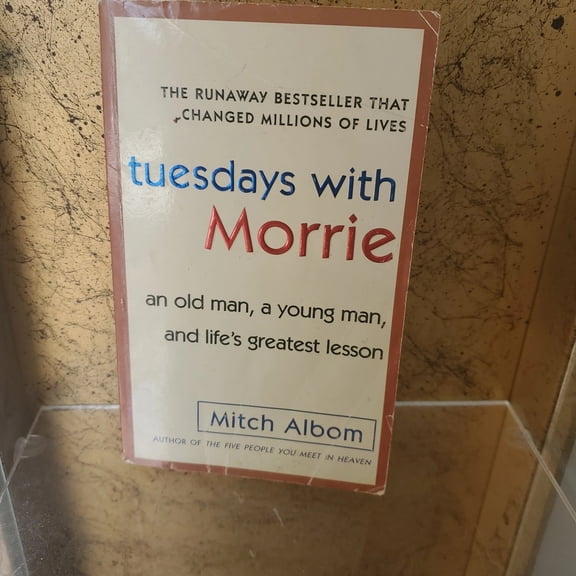 THE RUNAWAY BESTSELLER THAT
CHANGED MILLIONS OF LIVES
tuesdays with
Morrie
an old man, a young man,
and life's greatest lesson
Mitch Albom
AUTHOR OF THE FIVE PEOPLE YOU MEET IN HEAVEN